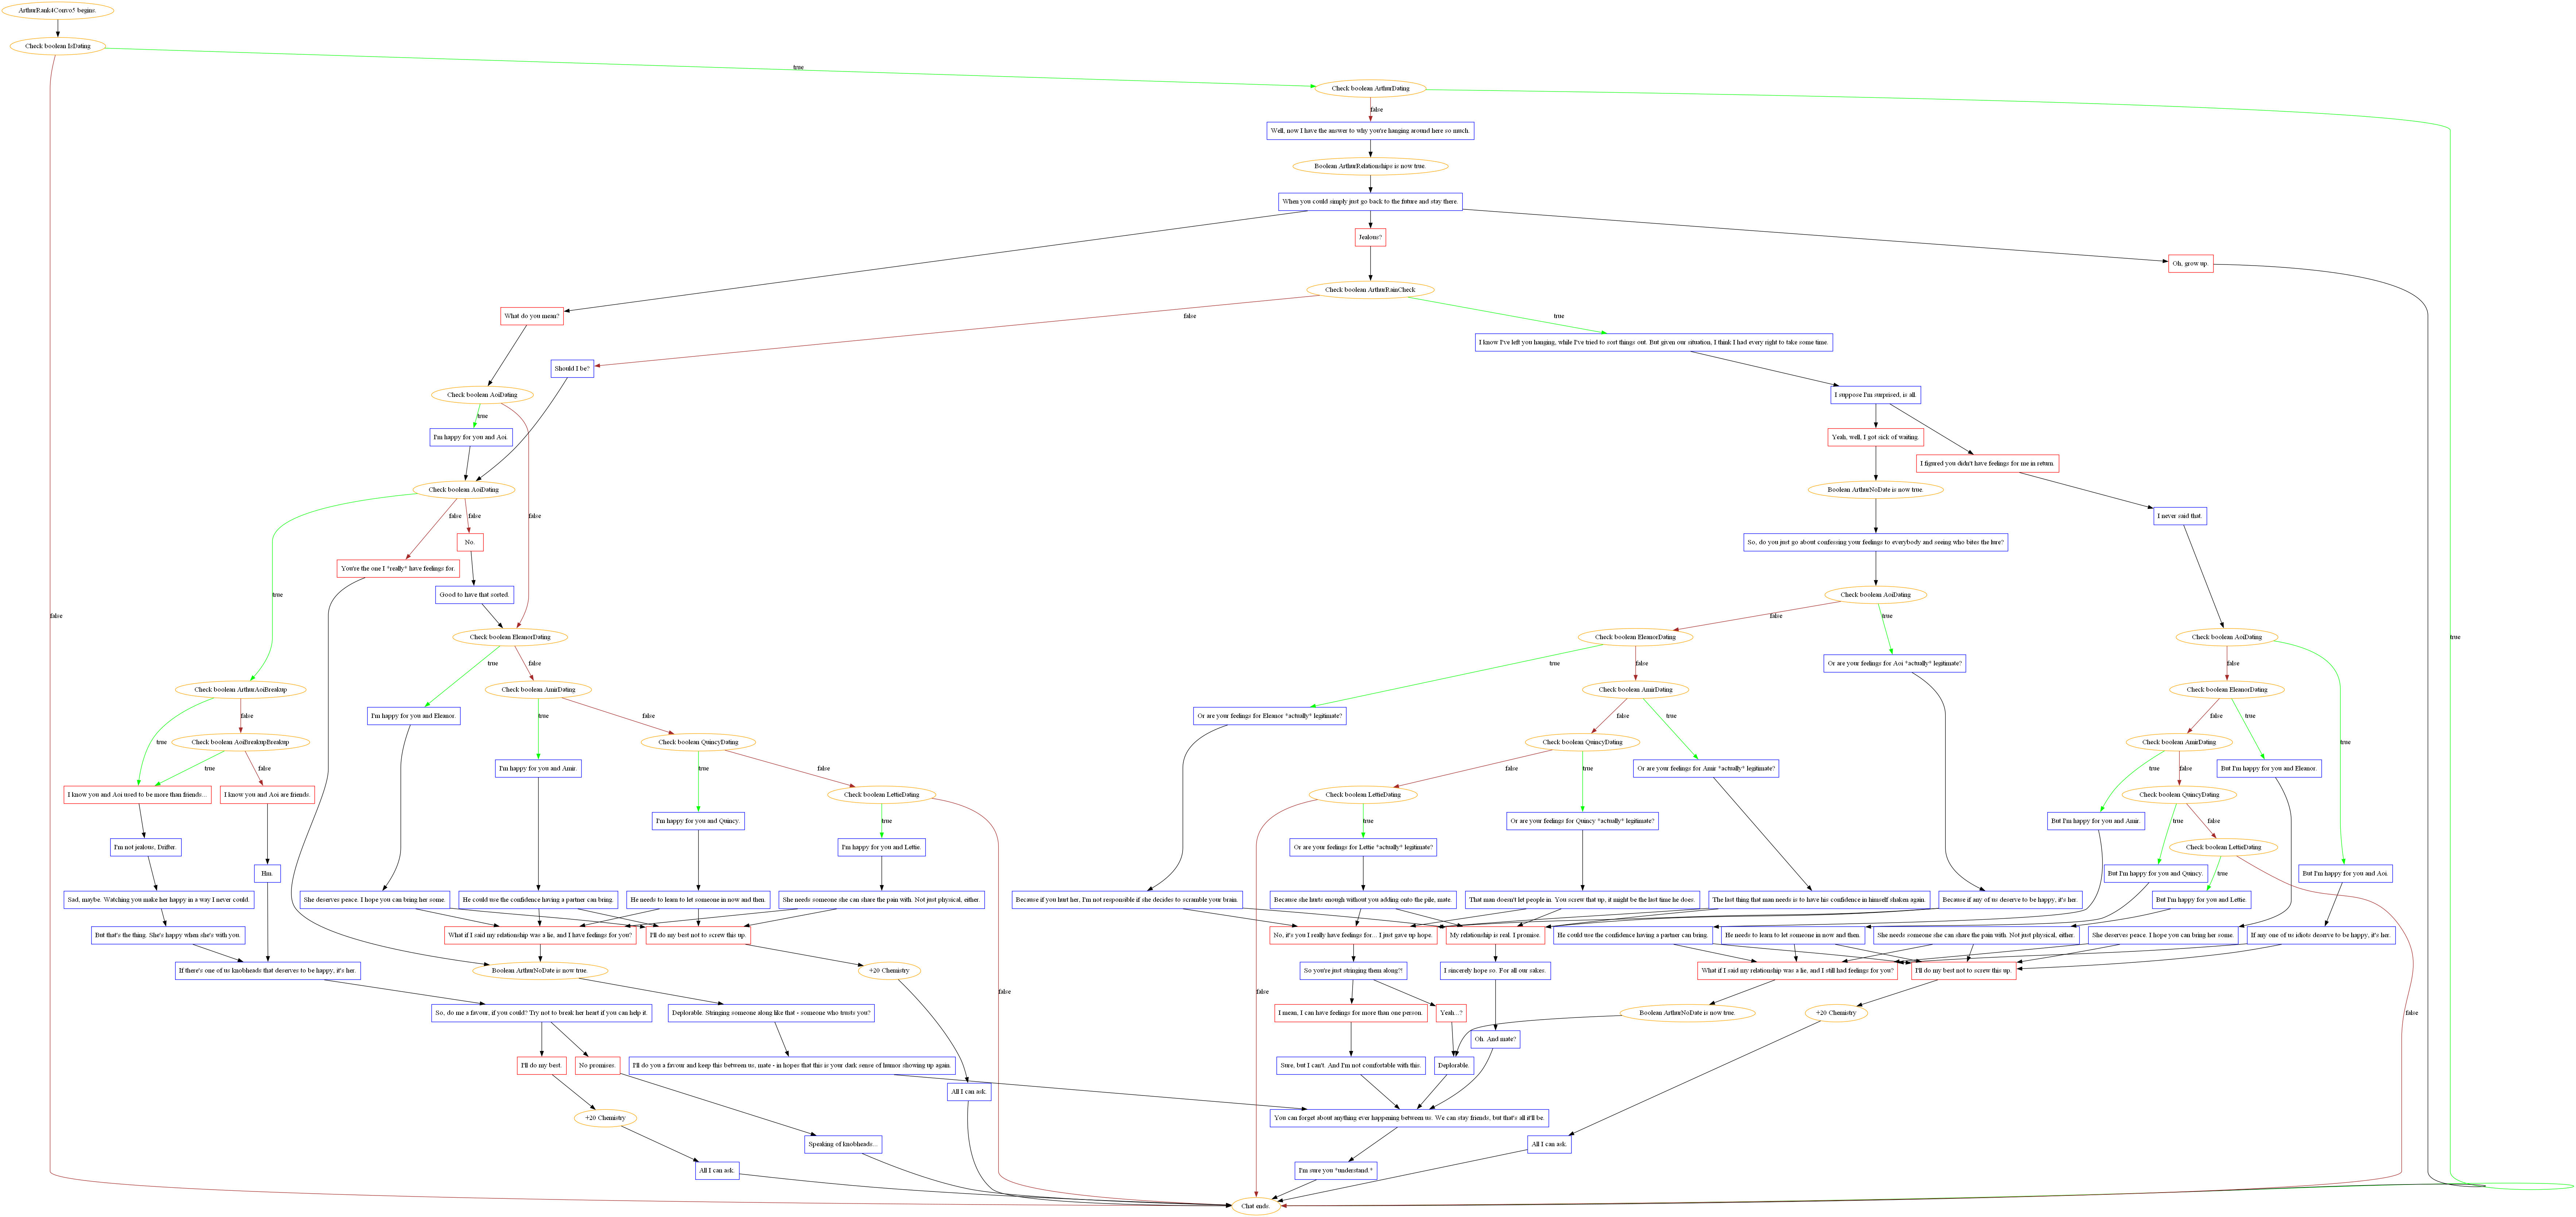 ArthurRank4Convo5 begins.
Check boolean IsDating
true
Check boolean ArthurDating
false
Well, now I have the answer to why you're hanging around here so much.
Boolean ArthurRelationships is now true.
When you could simply just go back to the future and stay there.
Jealous?
Oh, grow up.
Check boolean ArthurRainCheck
What do you mean?
false
true
I know I've left you hanging, while I've tried to sort things out. But given our situation, I think I had every right to take some time.
Should I be?
Check boolean AoiDating
I suppose I'm surprised, is all.
true
I'm happy for you and Aoi.
Yeah, well, I got sick of waiting.
I figured you didn't have feelings for me in return.
Check boolean AoiDating
Boolean ArthurNoDate is now true.
false
false
false
I never said that.
No.
So, do you just go about confessing your feelings to everybody and seeing who bites the lure?
You're the one I *really* have feelings for.
true
Good to have that sorted.
Check boolean AoiDating
false
false
true
true
Check boolean EleanorDating
Check boolean EleanorDating
Check boolean AoiDating
true
false
true
false
Or are your feelings for Aoi *actually* legitimate?
false
Check boolean ArthurAoiBreakup
Check boolean AmirDating
Check boolean AmirDating
Check boolean EleanorDating
I'm happy for you and Eleanor.
Or are your feelings for Eleanor *actually* legitimate?
false
true
false
false
true
false
true
true
Check boolean AoiBreakupBreakup
Check boolean QuincyDating
Check boolean QuincyDating
Check boolean AmirDating
true
true
false
I'm happy for you and Amir.
true
false
false
true
Or are your feelings for Amir *actually* legitimate?
true
false
But I'm happy for you and Eleanor.
I know you and Aoi used to be more than friends...
I know you and Aoi are friends.
Check boolean LettieDating
Check boolean LettieDating
Check boolean QuincyDating
I'm happy for you and Quincy.
true
true
Or are your feelings for Quincy *actually* legitimate?
But I'm happy for you and Amir.
true
false
I'm not jealous, Drifter.
I'm happy for you and Lettie.
Or are your feelings for Lettie *actually* legitimate?
Check boolean LettieDating
Hm.
true
But I'm happy for you and Quincy.
But I'm happy for you and Aoi.
Sad, maybe. Watching you make her happy in a way I never could.
She deserves peace. I hope you can bring her some.
He could use the confidence having a partner can bring.
He needs to learn to let someone in now and then.
She needs someone she can share the pain with. Not just physical, either.
Because if you hurt her, I'm not responsible if she decides to scramble your brain.
Because she hurts enough without you adding onto the pile, mate.
That man doesn't let people in. You screw that up, it might be the last time he does.
The last thing that man needs is to have his confidence in himself shaken again.
Because if any of us deserve to be happy, it's her.
But I'm happy for you and Lettie.
But that's the thing. She's happy when she's with you.
What if I said my relationship was a lie, and I have feelings for you?
I'll do my best not to screw this up.
No, it's you I really have feelings for... I just gave up hope.
My relationship is real. I promise.
He could use the confidence having a partner can bring.
He needs to learn to let someone in now and then.
She needs someone she can share the pain with. Not just physical, either.
She deserves peace. I hope you can bring her some.
If any one of us idiots deserve to be happy, it's her.
If there's one of us knobheads that deserves to be happy, it's her.
Boolean ArthurNoDate is now true.
+20 Chemistry
So you're just stringing them along?!
I sincerely hope so. For all our sakes.
What if I said my relationship was a lie, and I still had feelings for you?
I'll do my best not to screw this up.
false
false
So, do me a favour, if you could? Try not to break her heart if you can help it.
Deplorable. Stringing someone along like that - someone who trusts you?
I mean, I can have feelings for more than one person.
Yeah...?
Boolean ArthurNoDate is now true.
+20 Chemistry
false
Oh. And mate?
I'll do my best.
No promises.
I'll do you a favour and keep this between us, mate - in hopes that this is your dark sense of humor showing up again.
Sure, but I can't. And I'm not comfortable with this.
Deplorable.
All I can ask.
+20 Chemistry
You can forget about anything ever happening between us. We can stay friends, but that's all it'll be.
Speaking of knobheads...
All I can ask.
All I can ask.
I'm sure you *understand.*
Chat ends.